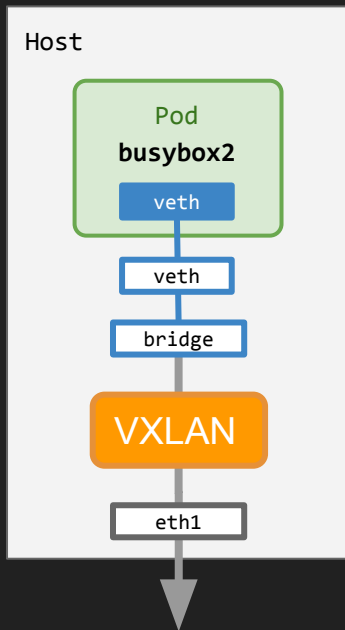 Host
Pod
busybox2
veth
veth
bridge
VXLAN
eth1